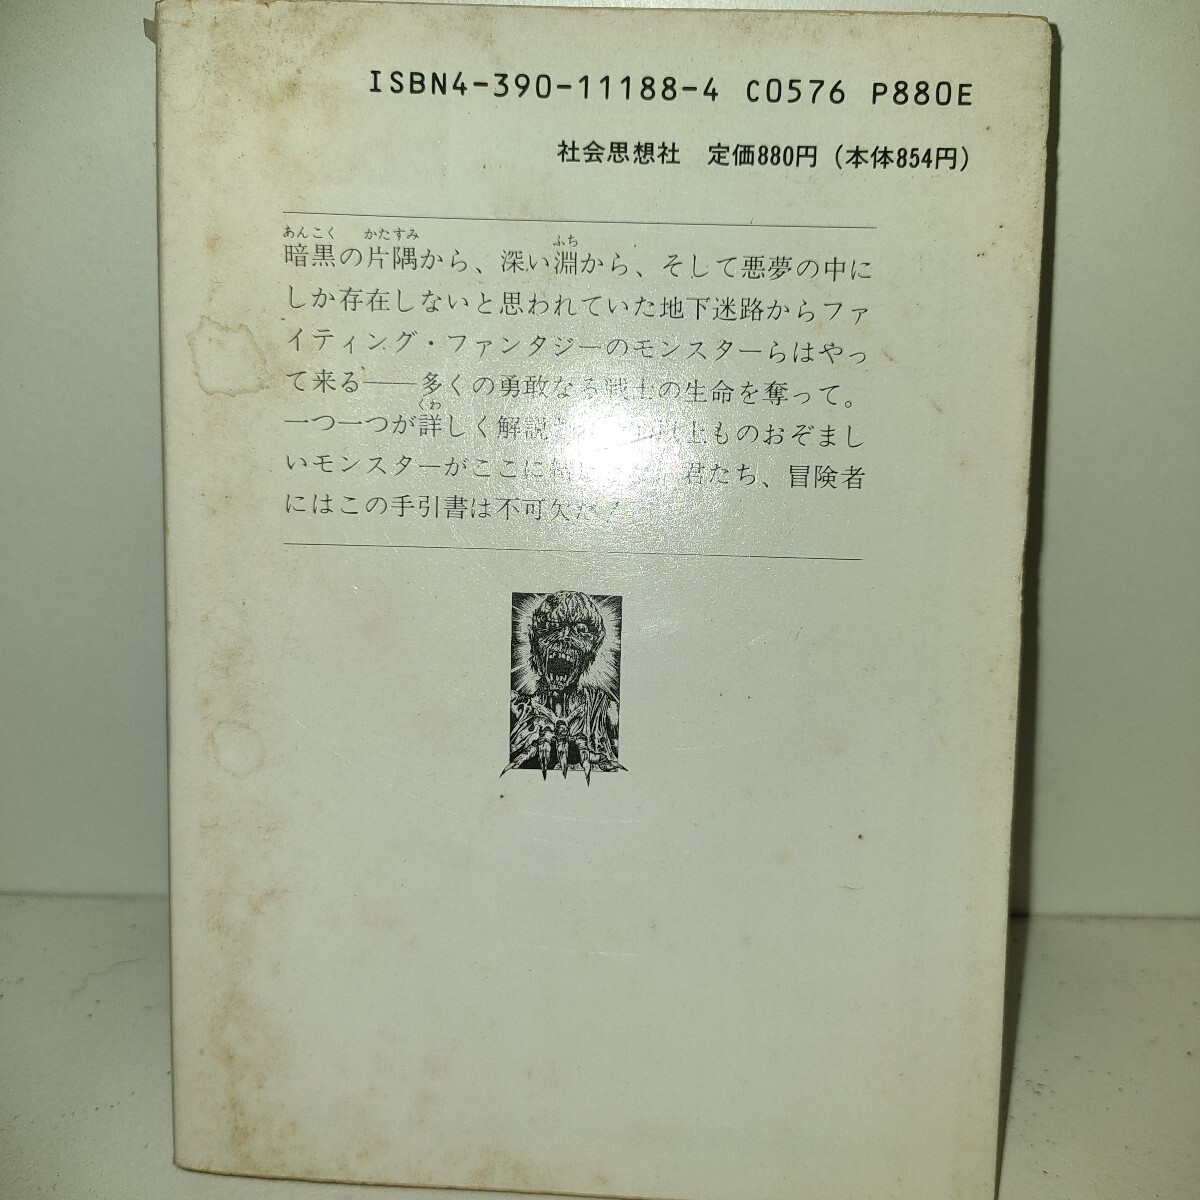 ISBN4-390-11188-4 C0576 P880E
社会思想社 定価880円（本体854円）
あんこく かたすみ ふち
暗黒の片隅から、深い淵から、そして悪夢の中に
しか存在しないと思われていた地下迷路からファ
イティング・ファンタジーのモンスターらはやっ
て来る――多くの勇敢なる戦士の生命を奪って。
くわ
一つ一つが詳しく解説 上ものおぞまし
いモンスターがここに 君たち、冒険者
にはこの手引書は不可欠だ